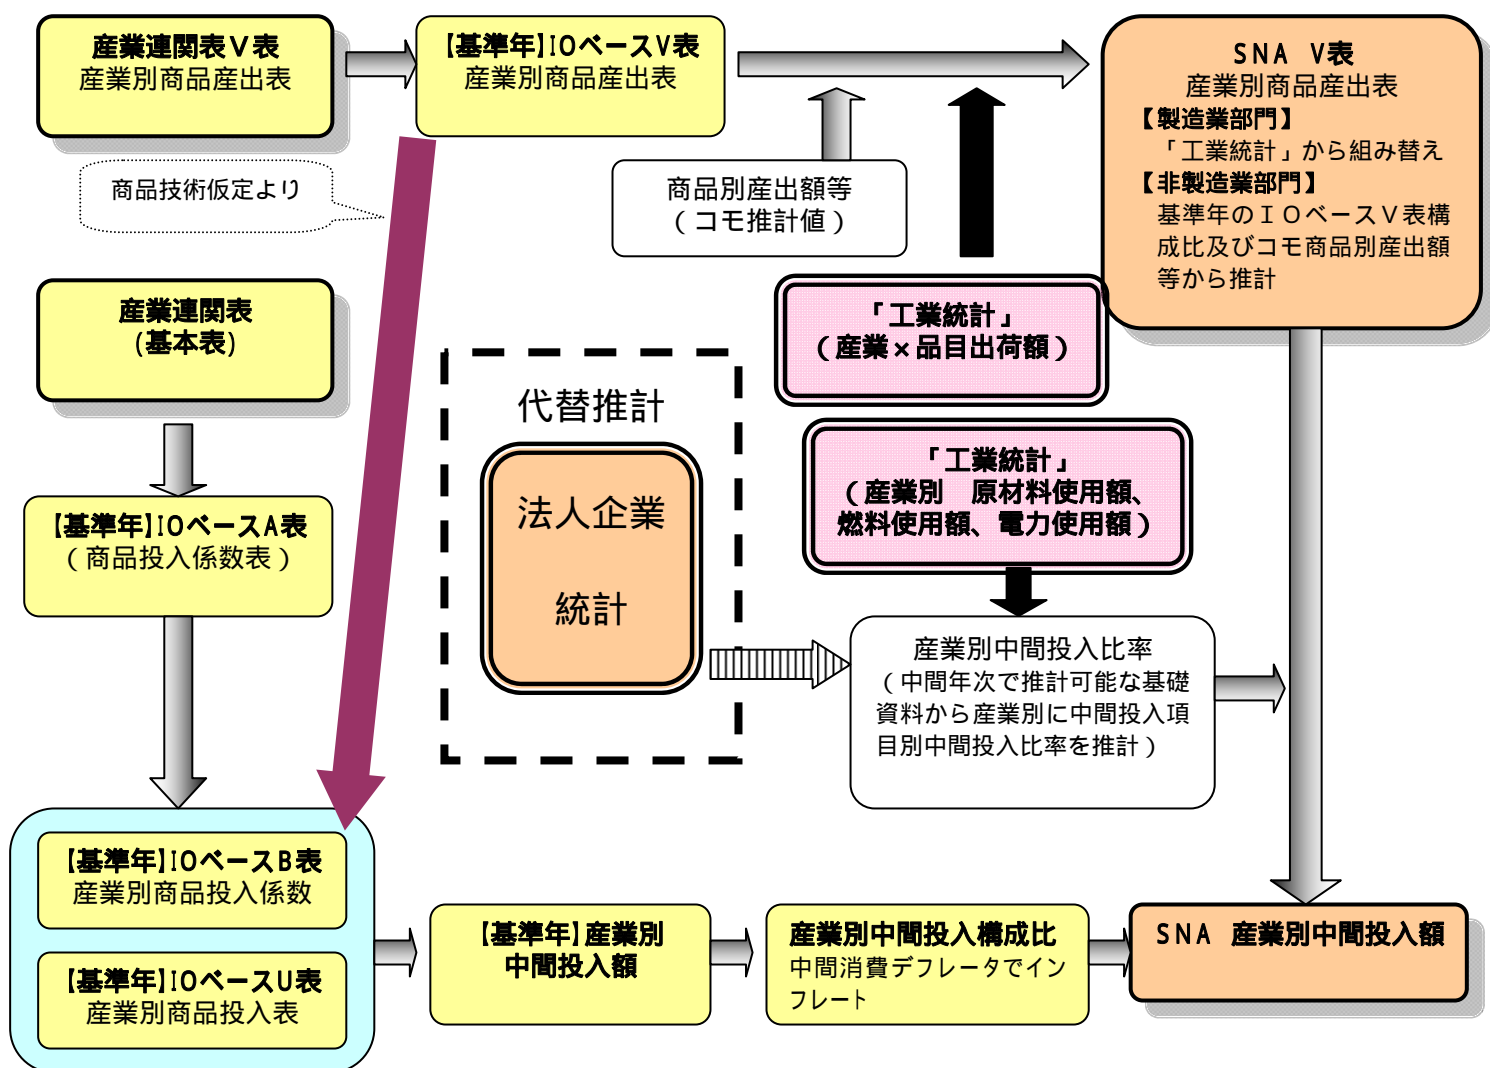 産業連関表Ｖ表
産業別商品産出表
【基準年】IOベースV表
産業別商品産出表
ＳＮＡ　Ｖ表
産業別商品産出表
【製造業部門】
「工業統計」から組み替え
【非製造業部門】
基準年のＩＯベースＶ表構
成比及びコモ商品別産出額
等から推計
商品技術仮定より
商品別産出額等
（コモ推計値）
産業連関表
(基本表)
「工業統計」
（産業×品目出荷額）
代替推計
法人企業
統計
「工業統計」
（産業別　原材料使用額、
燃料使用額、電力使用額）
【基準年】IOベースA表
（商品投入係数表）
産業別中間投入比率
（中間年次で推計可能な基礎
資料から産業別に中間投入項
目別中間投入比率を推計）
【基準年】IOベースB表
産業別商品投入係数
【基準年】IOベースU表
産業別商品投入表
【基準年】産業別
中間投入額
産業別中間投入構成比
中間消費デフレータでイン
フレート
ＳＮＡ　産業別中間投入額